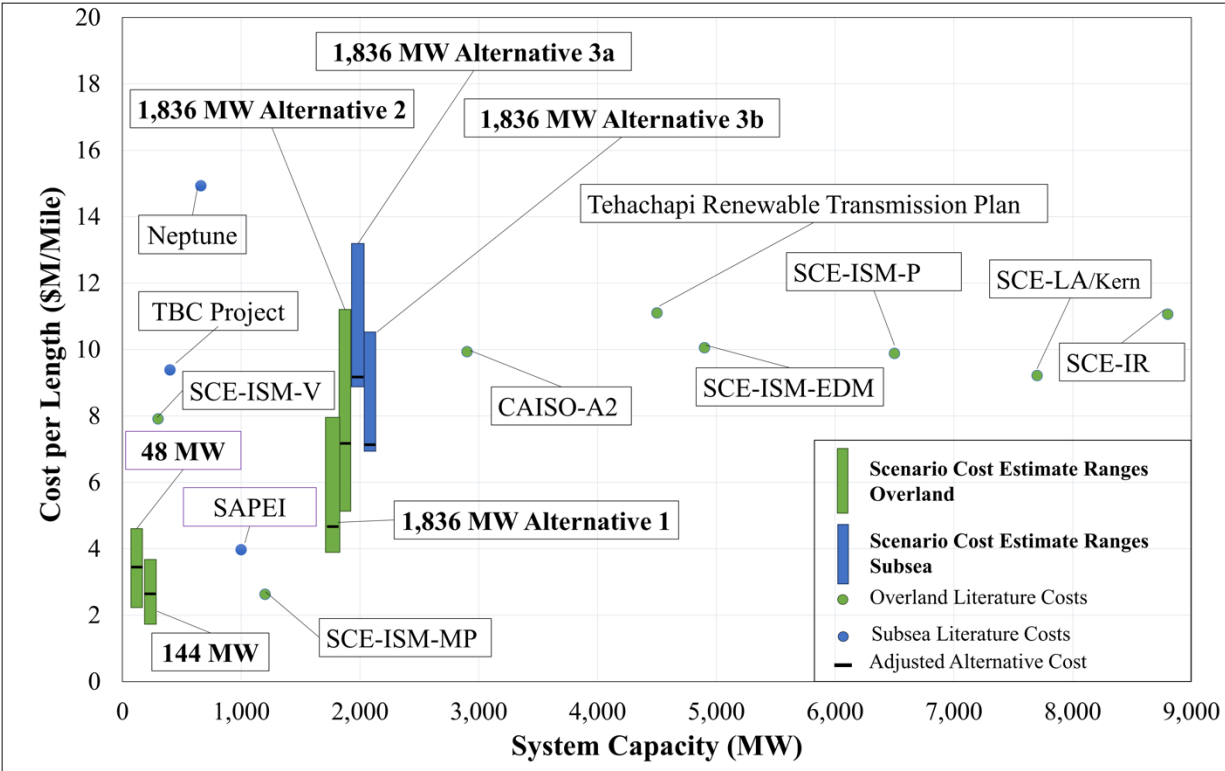 20
18
16
14
12
10
8
6
4
2
0
Cost per Length ($M/Mile)
1,836 MW Alternative 3a
1,836 MW Alternative 2
1,836 MW Alternative 3b
Neptune
Tehachapi Renewable Transmission Plan
SCE-ISM-P
SCE-LA/Kern
TBC Project
SCE-ISM-V
CAISO-A2
SCE-ISM-EDM
SCE-IR
48 MW
SAPEI
1,836 MW Alternative 1
144 MW
SCE-ISM-MP
Scenario Cost Estimate Ranges
Overland
Scenario Cost Estimate Ranges
Subsea
Overland Literature Costs
Subsea Literature Costs
Adjusted Alternative Cost
0 1,000 2,000 3,000 4,000 5,000 6,000 7,000 8,000 9,000
System Capacity (MW)